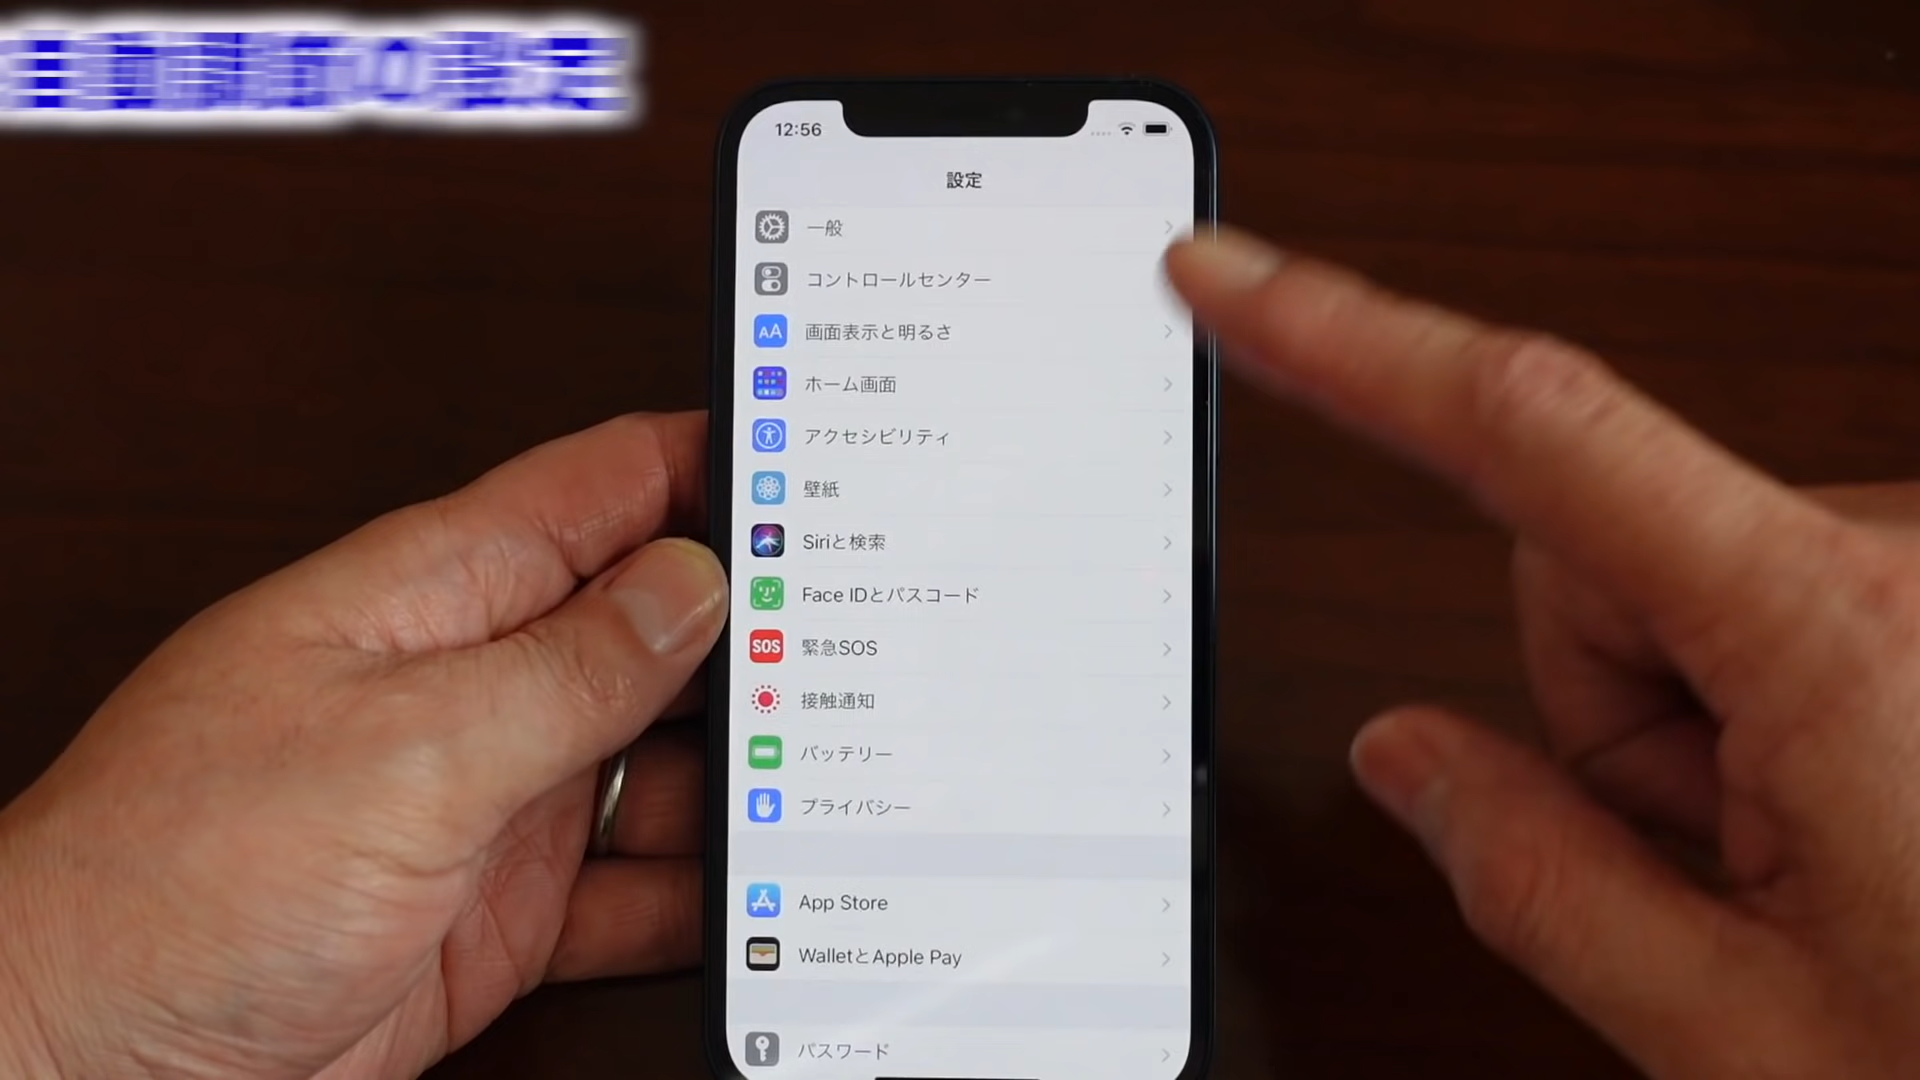 12:56
設定
一般
コントロールセンター
画面表示と明るさ
AA
ホーム画面
アクセシビリティ
壁紙
Siriと検索
Face IDとパスコード
SOS
緊急SOS
接触通知
バッテリー
プライバシー
App Store
WalletとApple Pay
パスワード